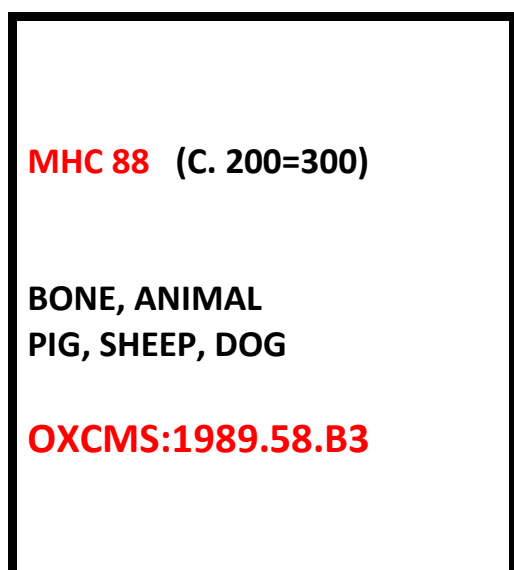 MHC 88 (C. 200=300)
BONE, ANIMAL
PIG, SHEEP, DOG
OXCMS:1989.58.B3